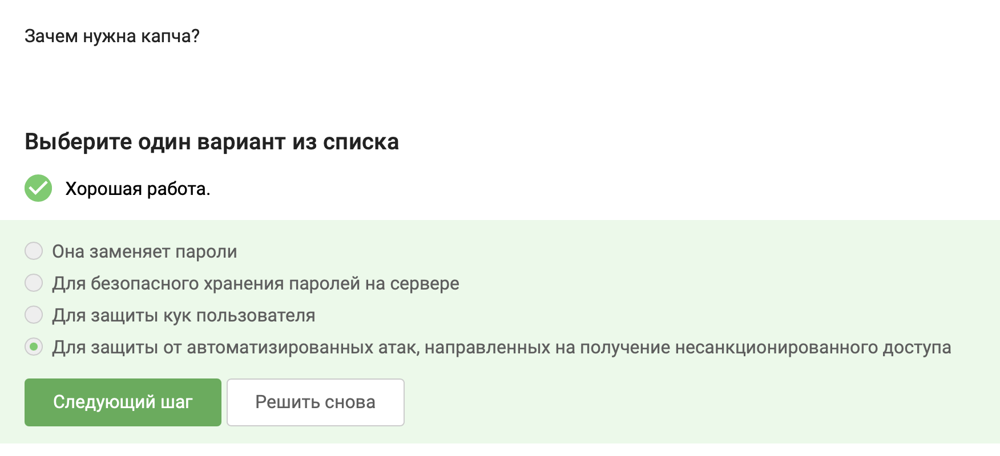 Зачем нужна капча?
Выберите один вариант из списка
Хорошая работа.
Она заменяет пароли
Для безопасного хранения паролей на сервере
Для защиты кук пользователя
Для защиты от автоматизированных атак, направленных на получение несанкционированного доступа
Следующий шаг
Решить снова